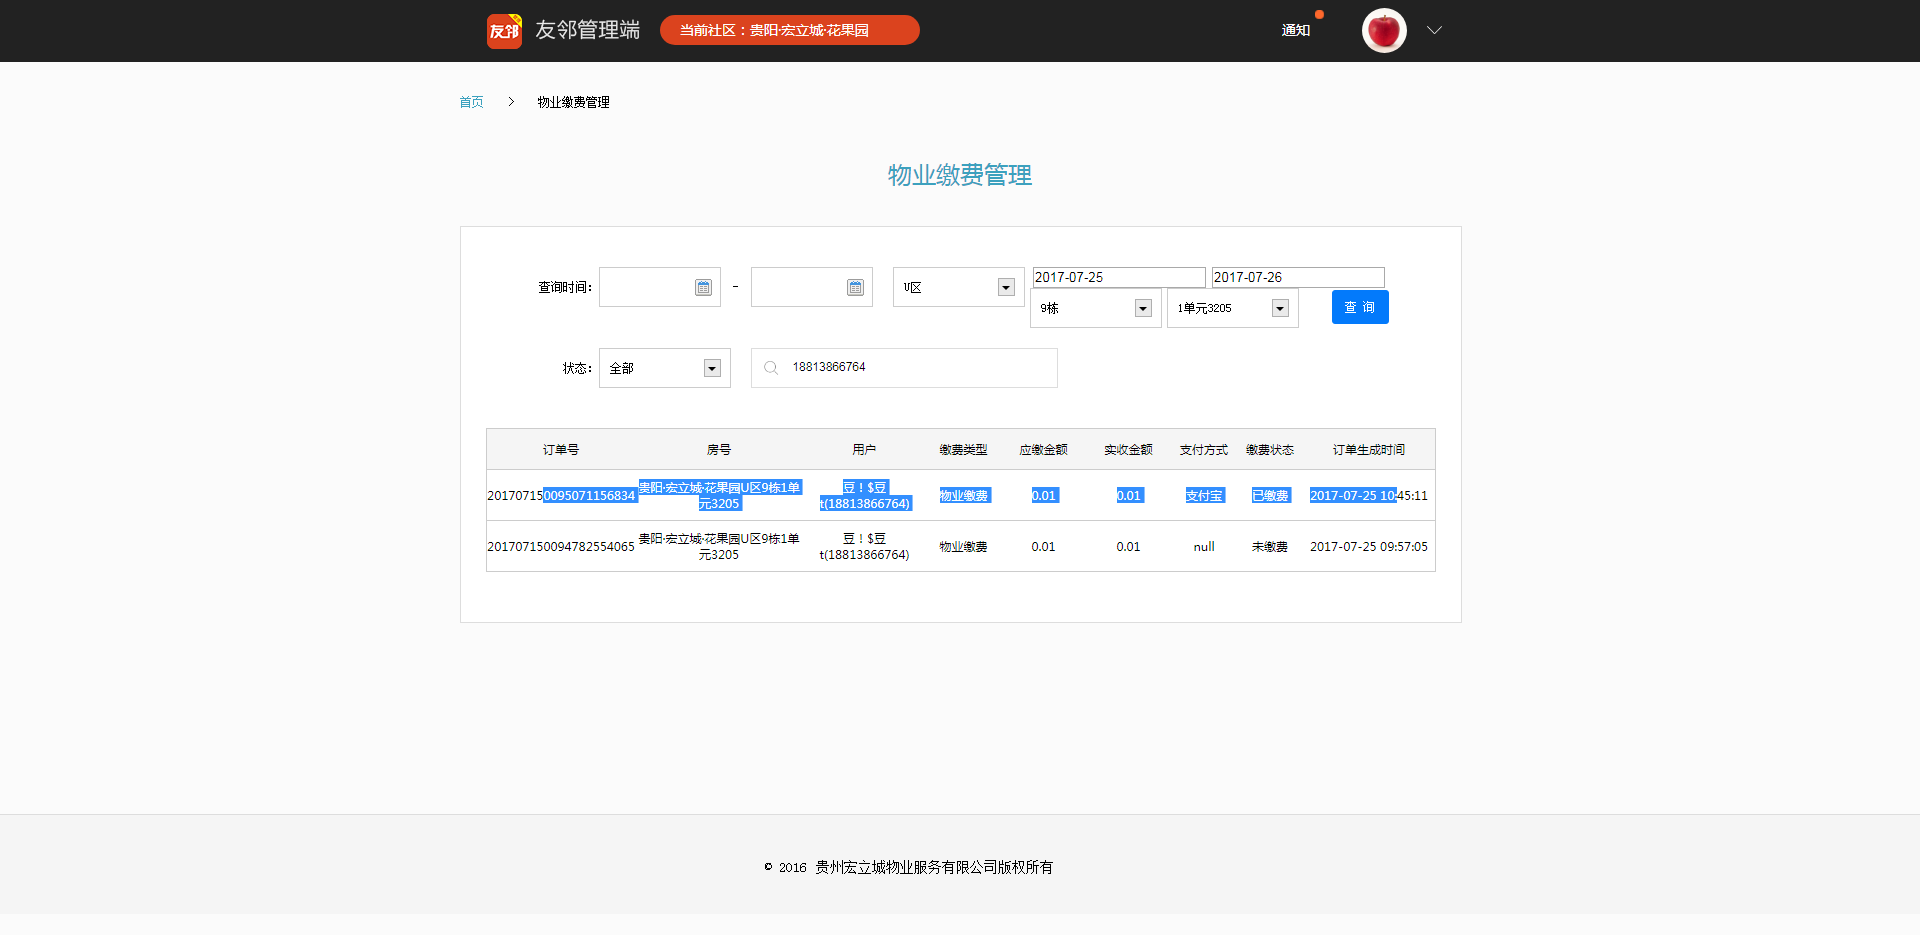 友邻 友邻管理端 当前社区：贵阳·宏立城·花果园 通知
首页 > 物业缴费管理
物业缴费管理
查询时间： - U区 2017-07-25 2017-07-26
9栋 1单元3205 查 询
状态： 全部 18813866764
订单号 房号 用户 缴费类型 应缴金额 实收金额 支付方式 缴费状态 订单生成时间
201707150095071156834 贵阳·宏立城·花果园U区9栋1单元3205 豆！$豆t(18813866764) 物业缴费 0.01 0.01 支付宝 已缴费 2017-07-25 10:45:11
201707150094782554065 贵阳·宏立城·花果园U区9栋1单元3205 豆！$豆t(18813866764) 物业缴费 0.01 0.01 null 未缴费 2017-07-25 09:57:05
© 2016 贵州宏立城物业服务有限公司版权所有